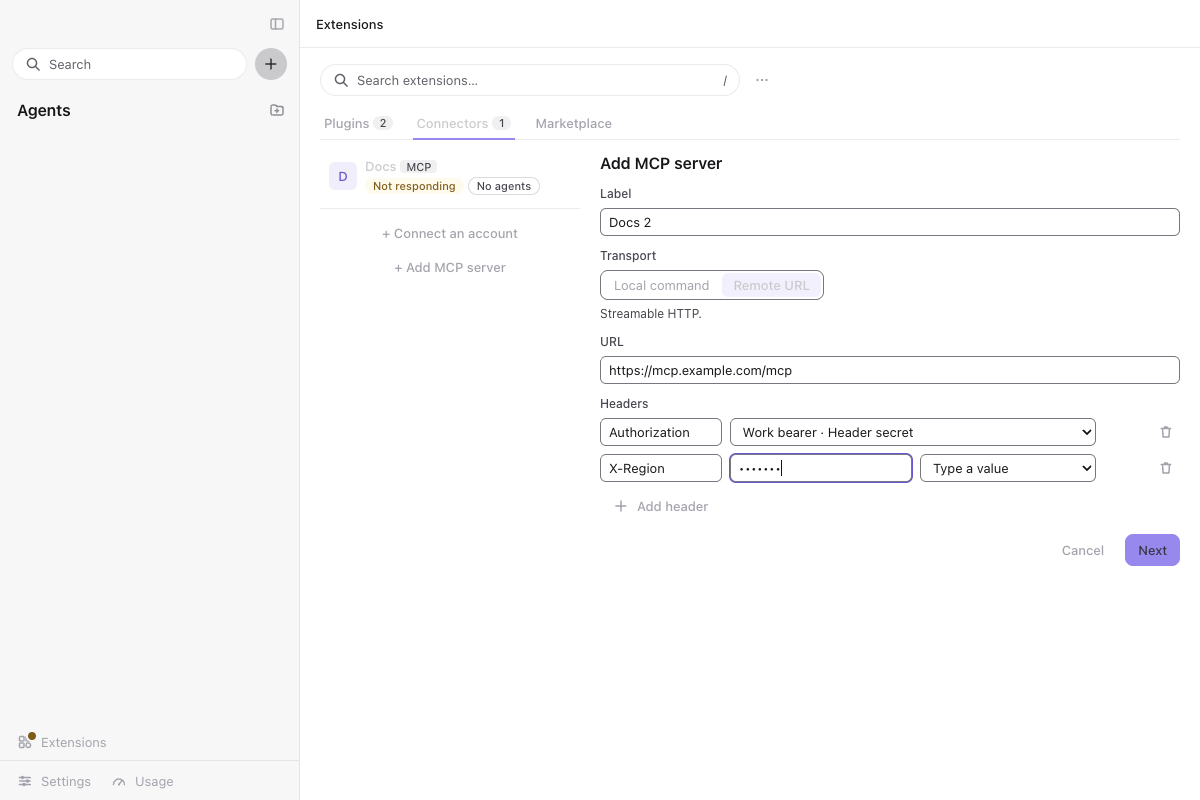 Extensions
Search
Agents
Search extensions...
/
Plugins 2
Connectors 1
Marketplace
D
Docs MCP
Not responding
No agents
+ Connect an account
+ Add MCP server
Add MCP server
Label
Docs 2
Transport
Local command
Remote URL
Streamable HTTP.
URL
https://mcp.example.com/mcp
Headers
Authorization
Work bearer · Header secret
X-Region
•••••••
Type a value
Add header
Cancel
Next
Extensions
Settings
Usage